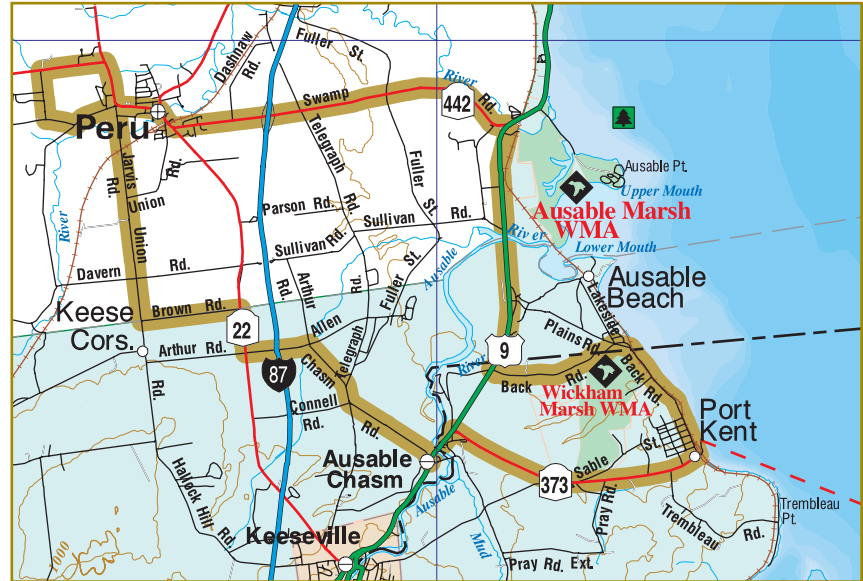 Fuller St.
Dashnaw
Rd.
River
Rd.
Swamp
442
Peru
Telegraph
Rd.
Fuller
St.
Jarvis
Rd.
Union
Rd.
Union
Parson Rd.
Sullivan Rd.
Sullivan Rd.
River
Davern Rd.
Ausable Pt.
Upper Mouth
Ausable Marsh
WMA
River
Lower Mouth
Ausable
Ausable
Beach
Lakeside
Arthur
Rd.
Rd.
Fuller St.
Brown Rd.
Keese
Cors.
22
Allen
Arthur Rd.
87
Chasm
Telegraph
Connell
Rd.
Rd.
9
Plains Rd.
River
Back Rd.
Back Rd.
Wickham
Marsh WMA
Port
Kent
Rd.
Hallock Hill Rd.
Ausable
Chasm
Sable St.
373
Pray Rd.
Trembleau
Rd.
Trembleau
Pt.
Ausable
Keeseville
Mud
Pray Rd. Ext.
1000